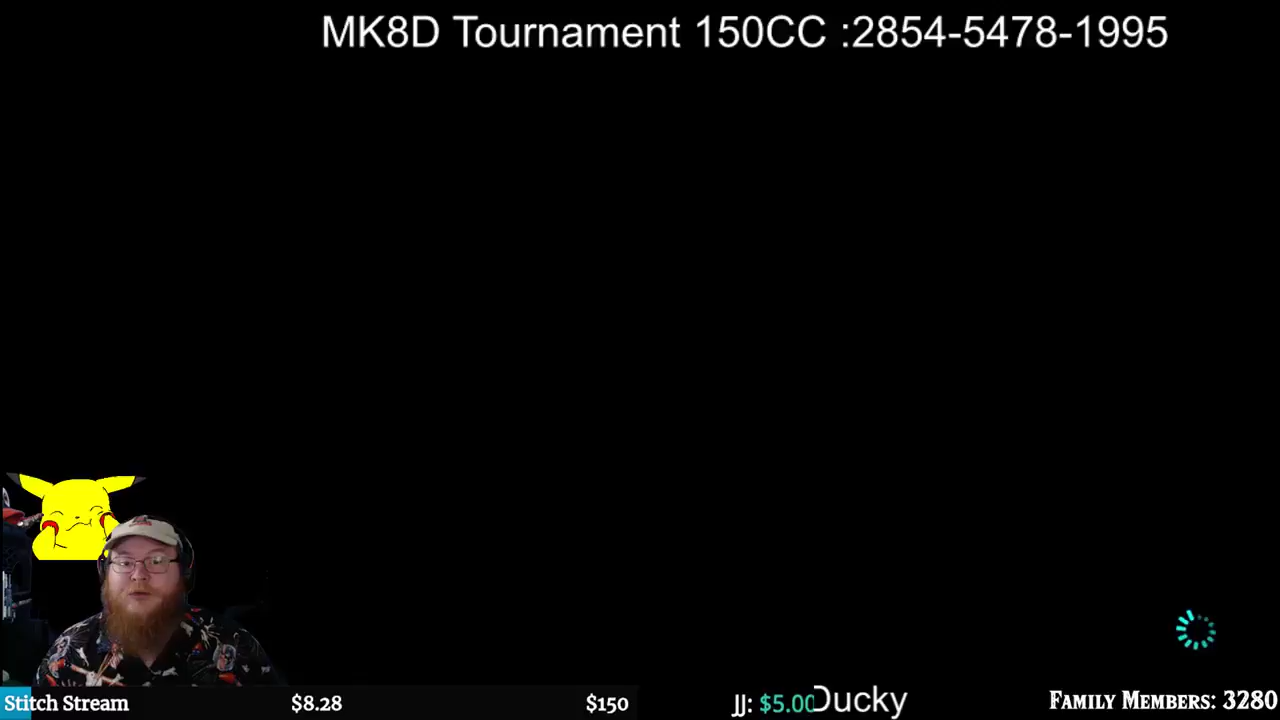 MK8D Tournament 150CC :2854-5478-1995
Stitch Stream $8.28 $150 JJ: $5.00 Ducky Family Members: 3280